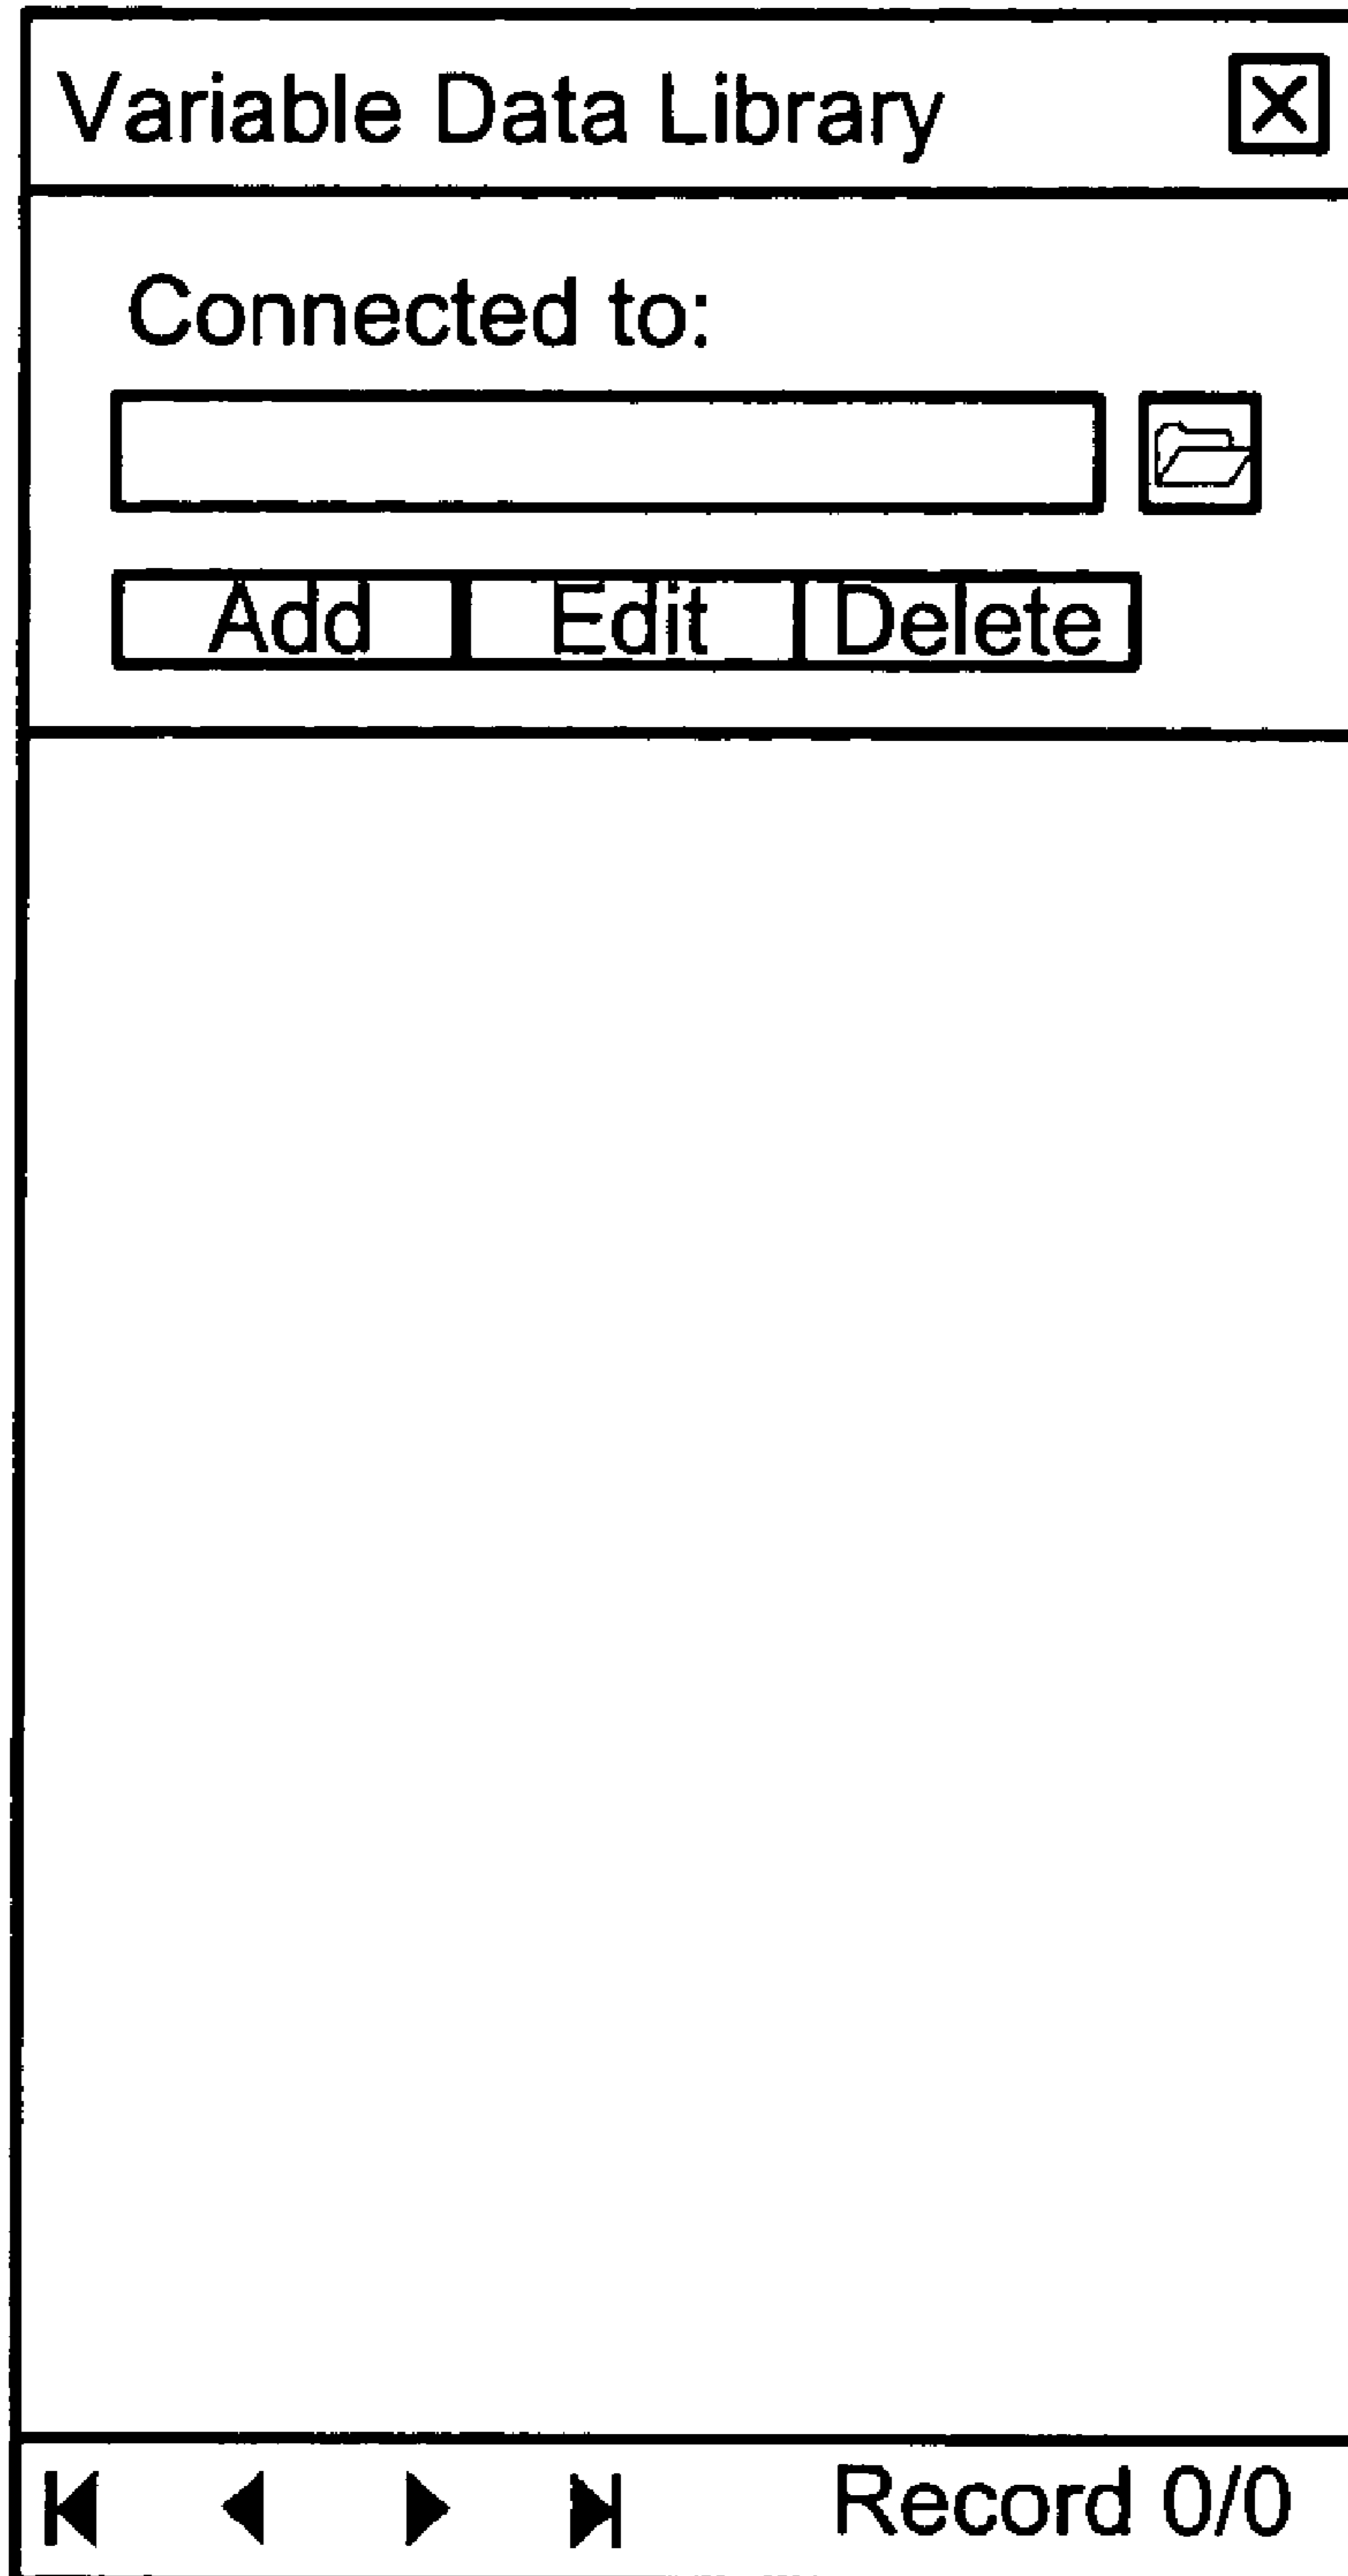 Variable Data Library
Connected to:
Add Edit Delete
Record 0/0